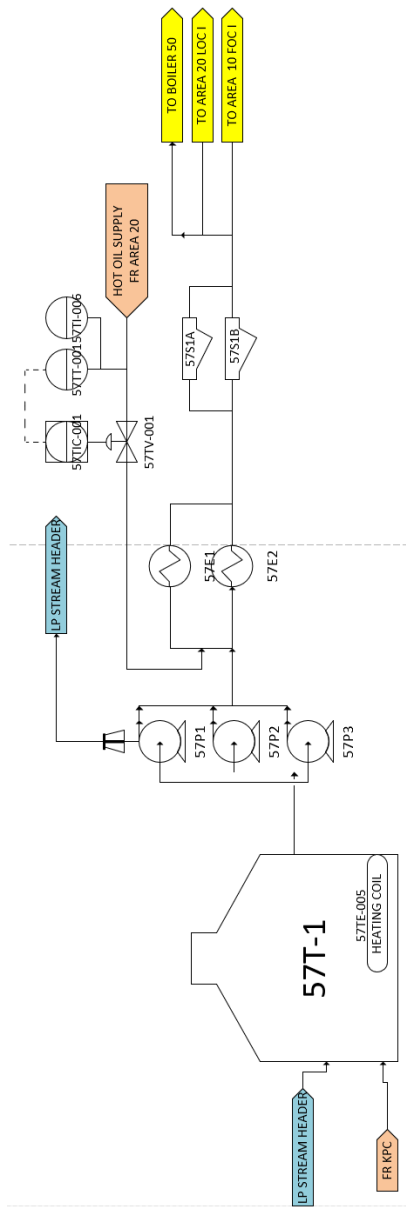 TO BOILER 50
TO AREA 20 LOC I
TO AREA 10 FOC I
HOT OIL SUPPLY
FR AREA 20
57TI-006
57TT-001
57TIC-001
57TV-001
57S1A
57S1B
LP STREAM HEADER
57E1
57E2
57P1
57P2
57P3
57T-1
57TE-005
HEATING COIL
LP STREAM HEADER
FR KPC